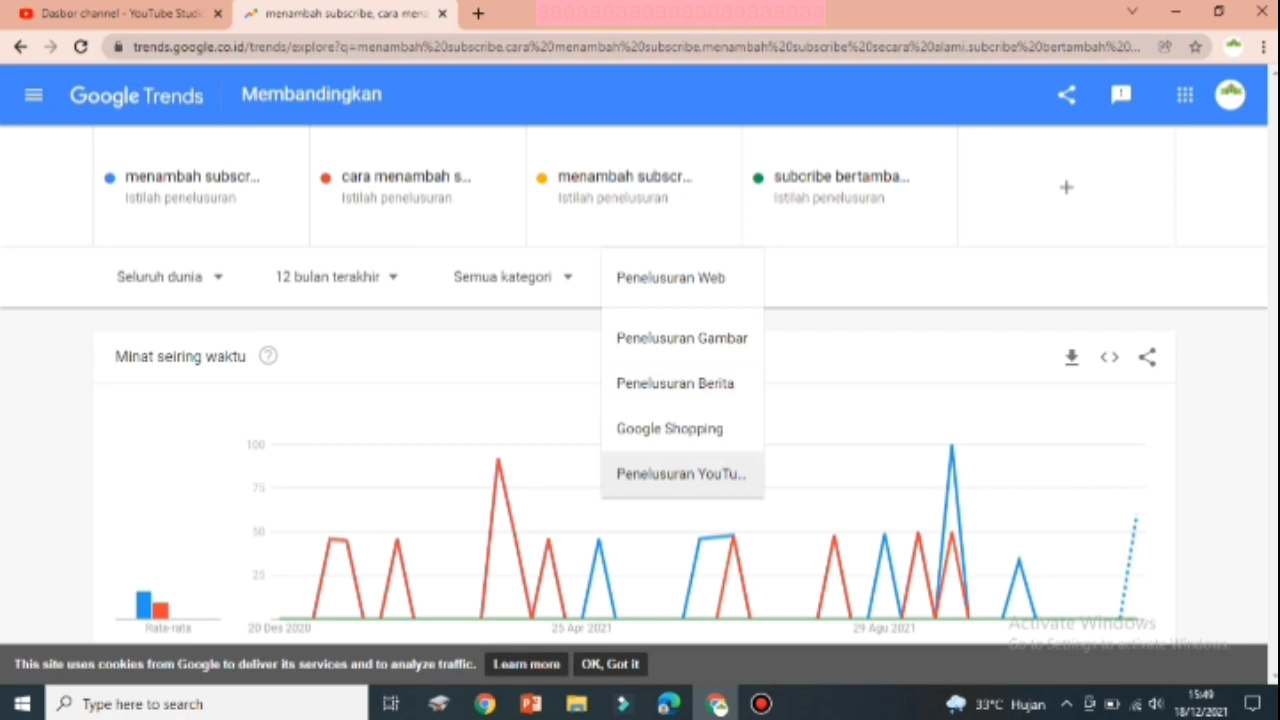 Dasbor channel - YouTube Studi
menambah subscribe, cara mena
aaaaaaaaaaaaaaaaaaaaaaaa
trends.google.co.id/trends/explore?q=menambah%20subscribe,cara%20menambah%20subscribe,menambah%20subscribe%20secara%20alami,subcribe%20bertambah%20...
Google Trends
Membandingkan
menambah subscr...
Istilah penelusuran
cara menambah s...
Istilah penelusuran
menambah subscr...
Istilah penelusuran
subcribe bertamba...
Istilah penelusuran
+
Seluruh dunia
12 bulan terakhir
Semua kategori
Penelusuran Web
Penelusuran Gambar
Penelusuran Berita
Google Shopping
Penelusuran YouTu...
Minat seiring waktu
100
75
50
25
Rata-rata
20 Des 2020
25 Apr 2021
29 Agu 2021
Activate Windows
Go to Settings to activate Windows.
This site uses cookies from Google to deliver its services and to analyze traffic.
Learn more
OK, Got it
Type here to search
33°C Hujan
15:49
18/12/2021